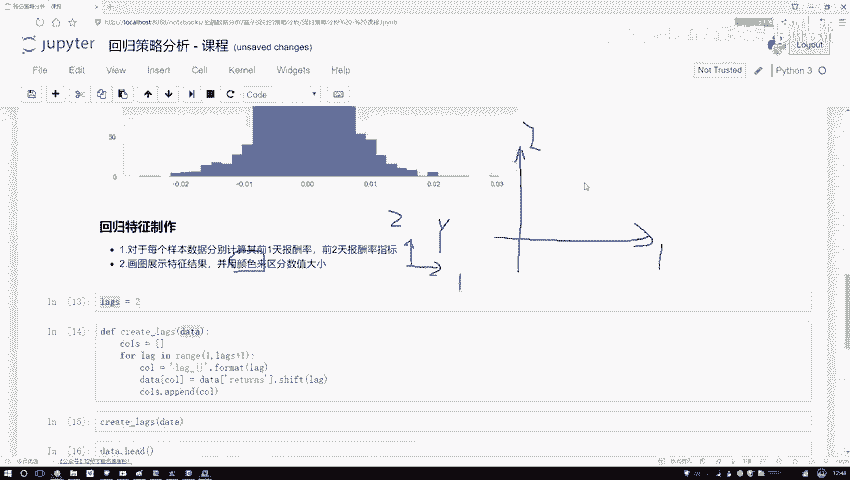 jupyter 回归策略分析 - 课程 (unsaved changes)
Logout
File Edit View Insert Cell Kernel Widgets Help
Not Trusted
Python 3
Code
50
0
-0.02 -0.01 0.00 0.01 0.02 0.03
2
回归特征制作
1.对于每个样本数据分别计算其前1天报酬率，前2天报酬率指标
2.画图展示特征结果，并用颜色来区分数值大小
2 Y
1
1
In [13]: lags = 2
In [14]: def create_lags(data):
cols = []
for lag in range(1,lags+1):
col = 'lag_{}'.format(lag)
data[col] = data['returns'].shift(lag)
cols.append(col)
In [15]: create_lags(data)
In [16]: data.head()
12:48